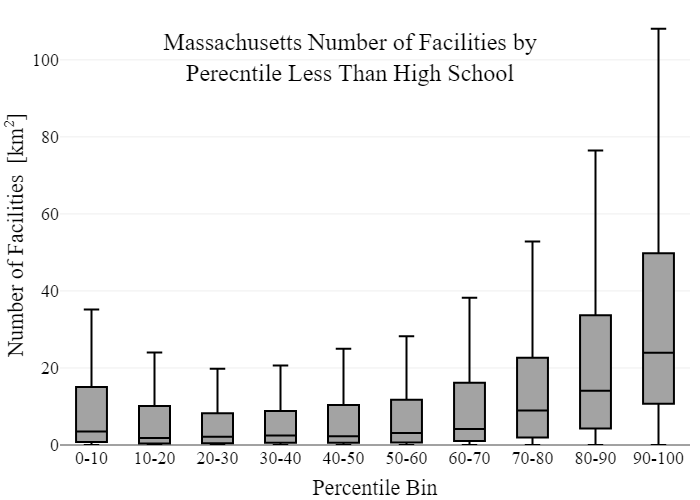 Massachusetts Number of Facilities by
Perecntile Less Than High School
Number of Facilities [km²]
100
80
60
40
20
0
0-10 10-20 20-30 30-40 40-50 50-60 60-70 70-80 80-90 90-100
Percentile Bin